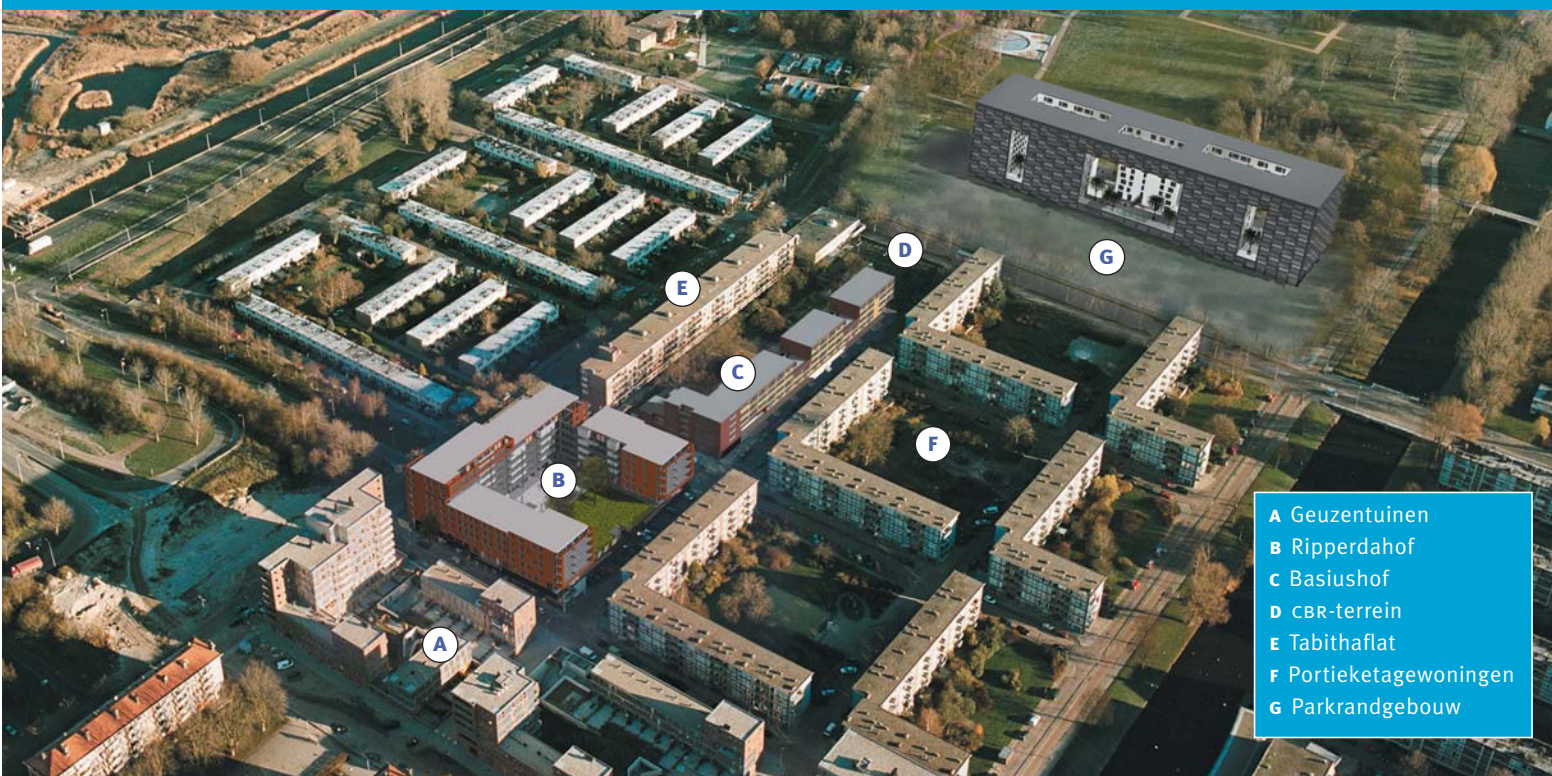 D
E
G
C
F
B
A
A Geuzentuinen
B Ripperdahof
C Basiushof
D CBR-terrein
E Tabithaflat
F Portieketagewoningen
G Parkrandgebouw